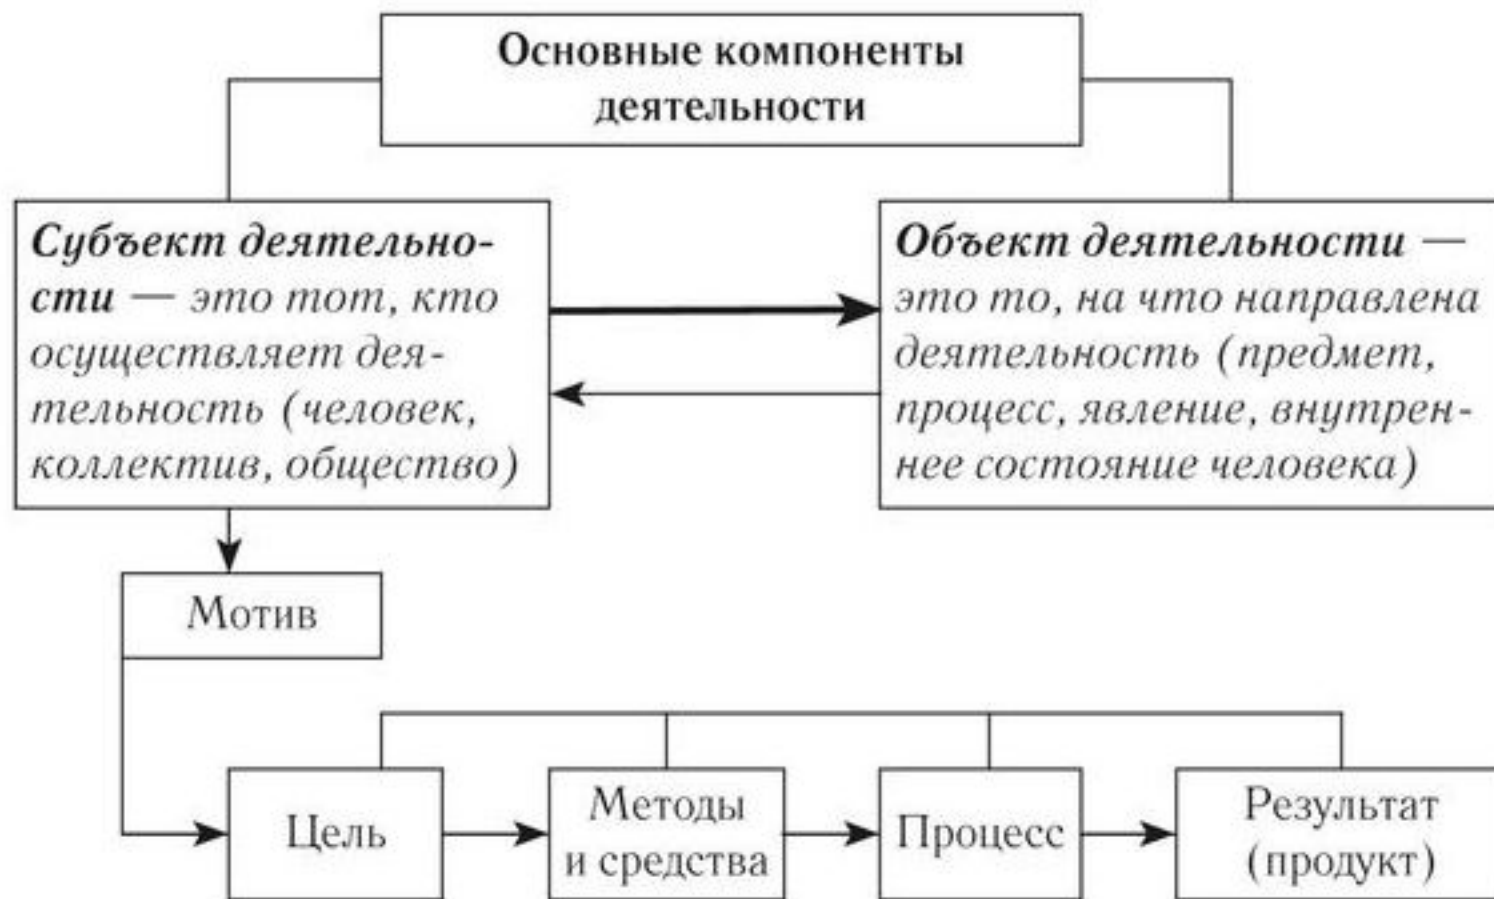 Основные компоненты
деятельности
Субъект деятельно-
сти — это тот, кто
осуществляет дея-
тельность (человек,
коллектив, общество)
Объект деятельности —
это то, на что направлена
деятельность (предмет,
процесс, явление, внутрен-
нее состояние человека)
Мотив
Цель
Методы
и средства
Процесс
Результат
(продукт)